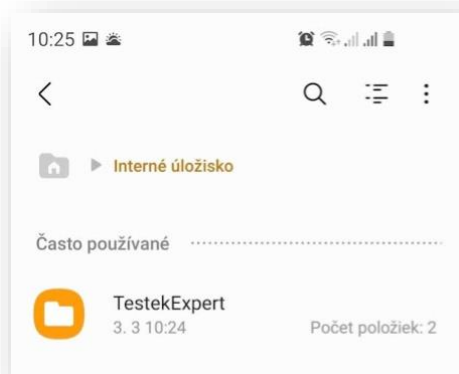 10:25
Interné úložisko
Často používané
TestekExpert
3. 3 10:24 Počet položiek: 2